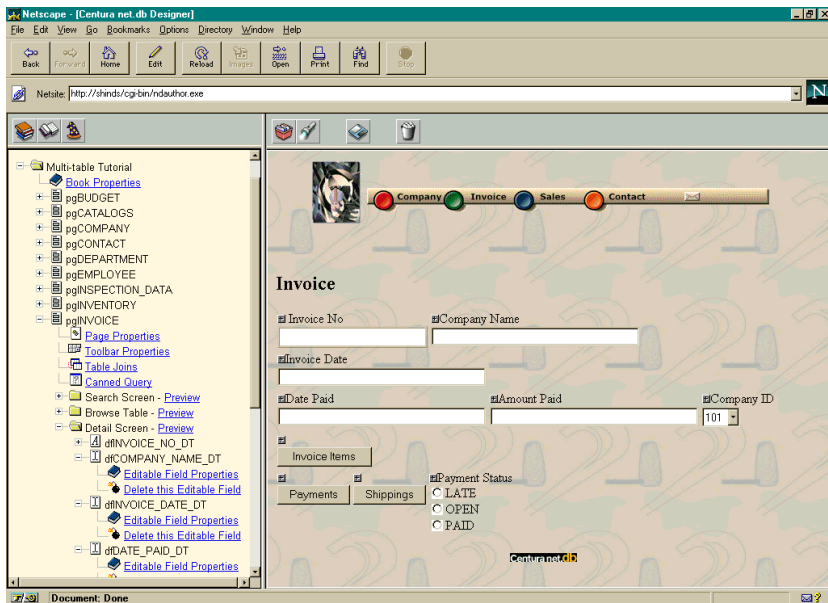 Netscape - [Centura net.db Designer]
File Edit View Go Bookmarks Options Directory Window Help
Back Forward Home Edit Reload Images Open Print Find Stop
Netsite: http://shinds/cgi-bin/ndauthor.exe
N
Multi-table Tutorial
Book Properties
pgBUDGET
pgCATALOGS
pgCOMPANY
pgCONTACT
pgDEPARTMENT
pgEMPLOYEE
pgINSPECTION_DATA
pgINVENTORY
pgINVOICE
Page Properties
Toolbar Properties
Table Joins
Canned Query
Search Screen - Preview
Browse Table - Preview
Detail Screen - Preview
dfINVOICE_NO_DT
dfCOMPANY_NAME_DT
Editable Field Properties
Delete this Editable Field
dfINVOICE_DATE_DT
Editable Field Properties
Delete this Editable Field
dfDATE_PAID_DT
Editable Field Properties
Company Invoice Sales Contact
Invoice
Invoice No Company Name
Invoice Date
Date Paid Amount Paid Company ID
101
Invoice Items
Payment Status
Payments Shippings LATE
OPEN
PAID
Centura net.db
Document: Done